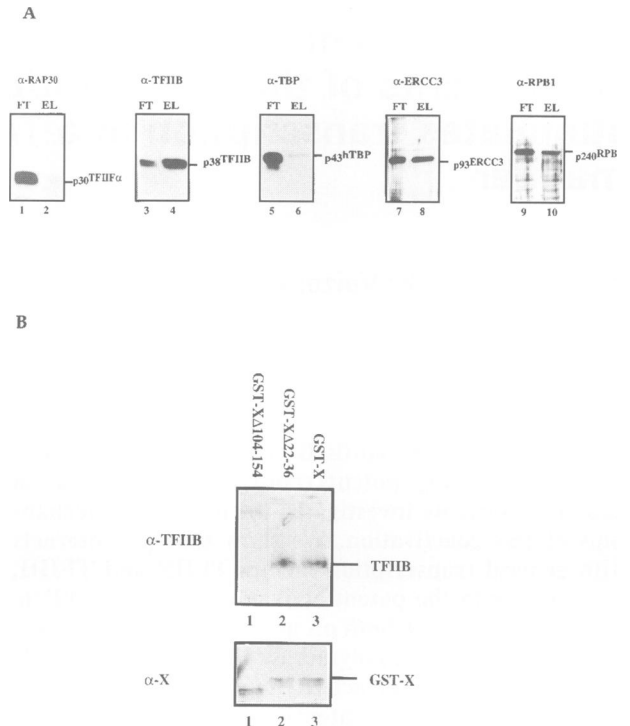 A
α-RAP30 α-TFIIB α-TBP α-ERCC3 α-RPB1
FT EL FT EL FT EL FT EL FT EL
p30TFIIFα p38TFIIB p43hTBP p93ERCC3 p240RPB
1 2 3 4 5 6 7 8 9 10
B
GST-XΔ104-154
GST-XΔ22-36
GST-X
α-TFIIB TFIIB
1 2 3
α-X GST-X
1 2 3